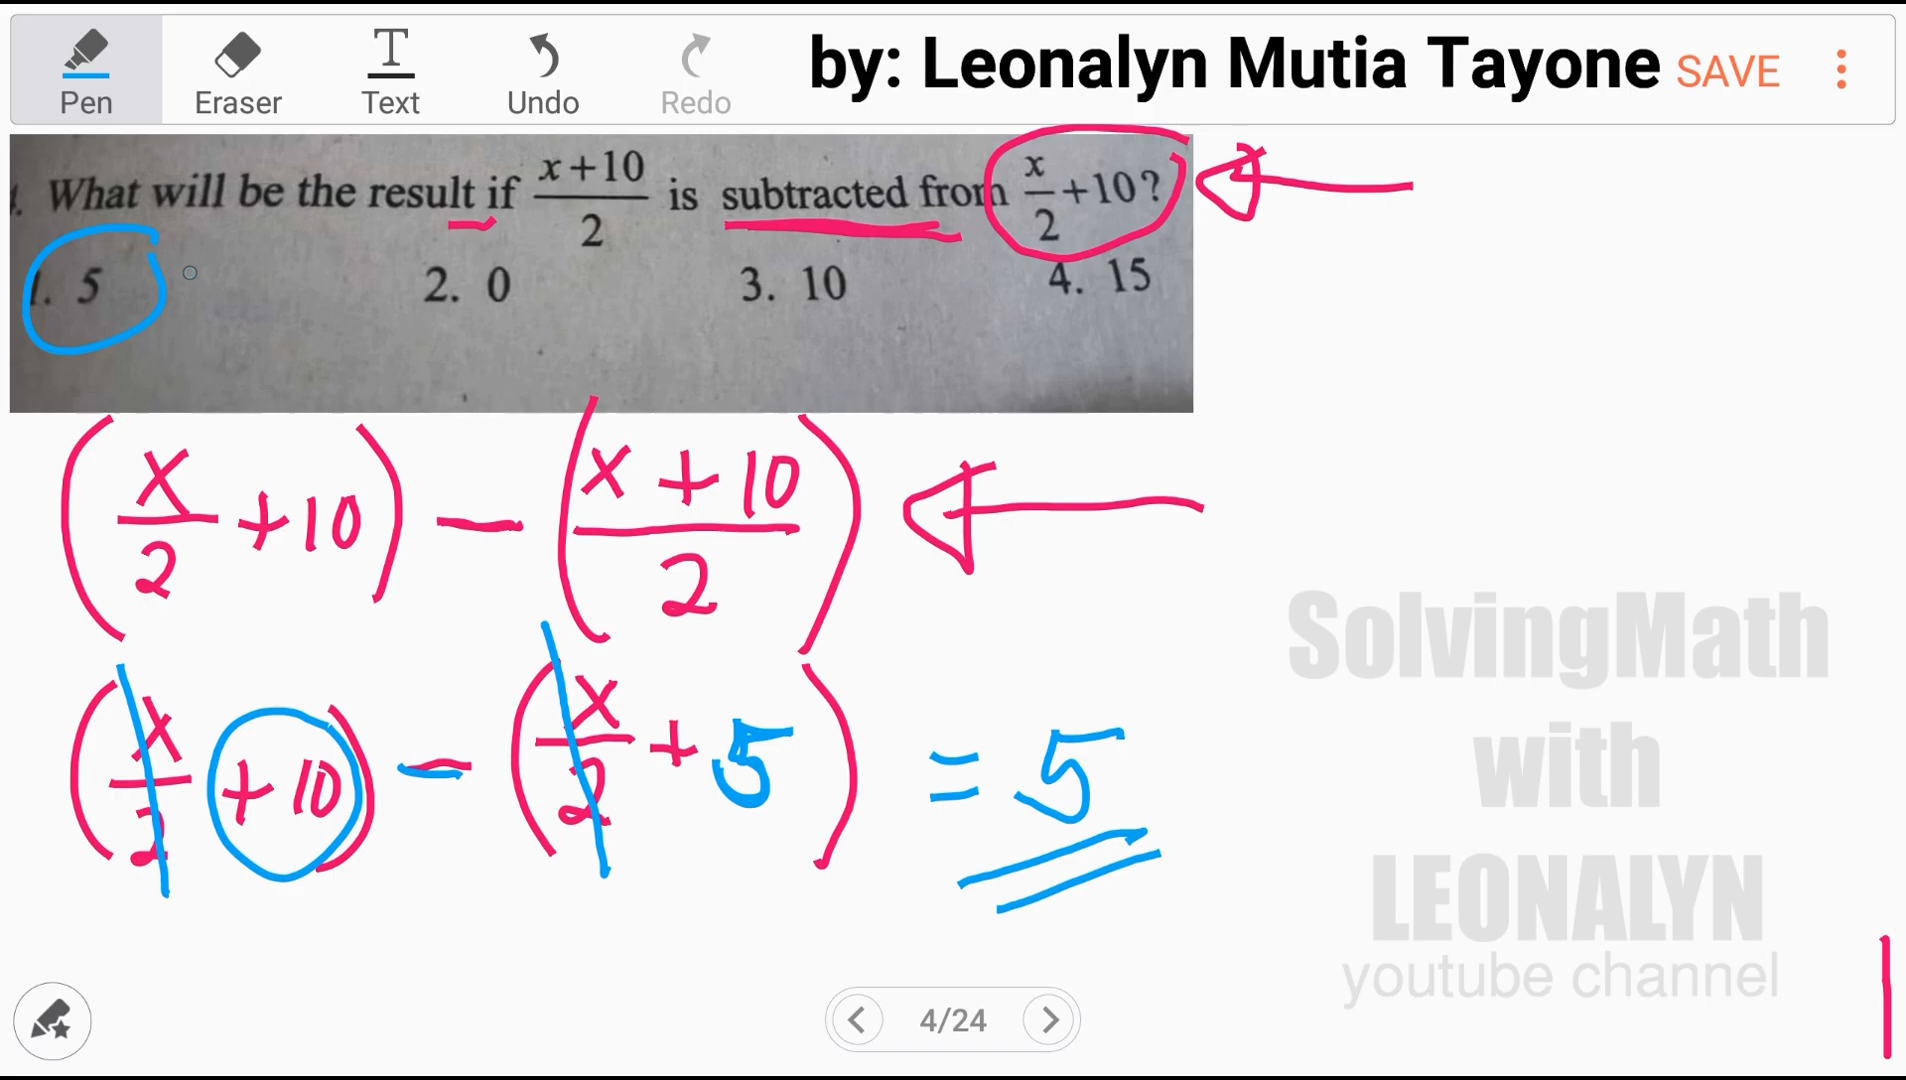 by: Leonalyn Mutia Tayone SAVE
Pen Eraser Text Undo Redo
. What will be the result if x+10/2 is subtracted from x/2+10?
1. 5 2. 0 3. 10 4. 15
(x/2 +10) − (x + 10/2)
(x/2 +10) − (x/2 + 5) = 5
SolvingMath
with
LEONALYN
youtube channel
4/24